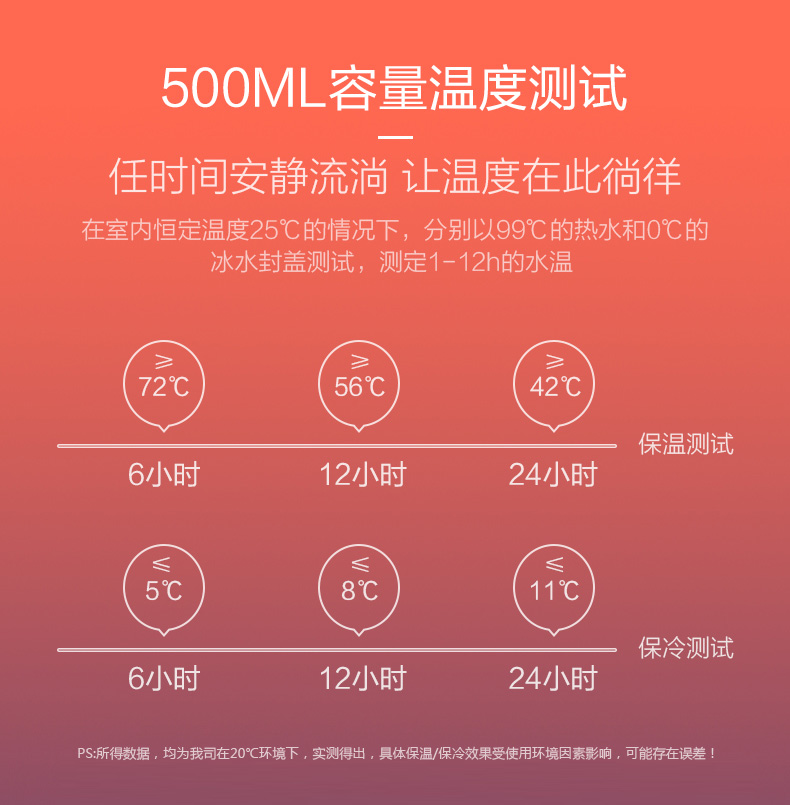 500ML容量温度测试
任时间安静流淌 让温度在此徜徉
在室内恒定温度25℃的情况下，分别以99℃的热水和0℃的
冰水封盖测试，测定1-12h的水温
≥ ≥ ≥
72℃ 56℃ 42℃
保温测试
6小时 12小时 24小时
≤ ≤ ≤
5℃ 8℃ 11℃
保冷测试
6小时 12小时 24小时
PS:所得数据，均为我司在20℃环境下，实测得出，具体保温/保冷效果受使用环境因素影响，可能存在误差！